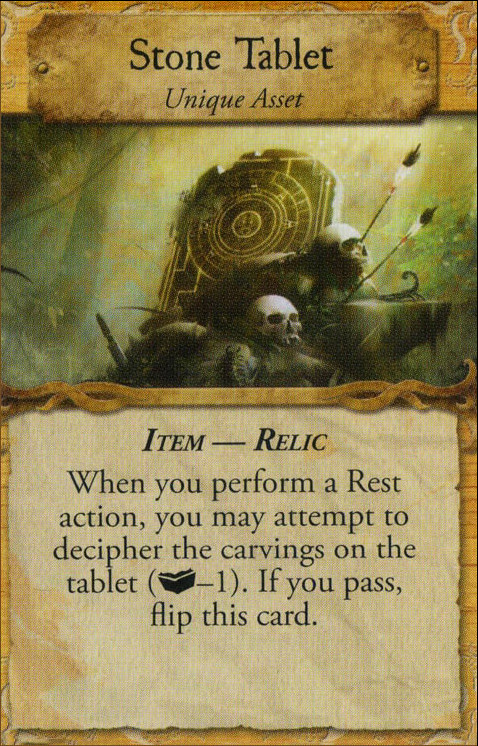 Stone Tablet
Unique Asset
Item — Relic
When you perform a Rest
action, you may attempt to
decipher the carvings on the
tablet (–1). If you pass,
flip this card.